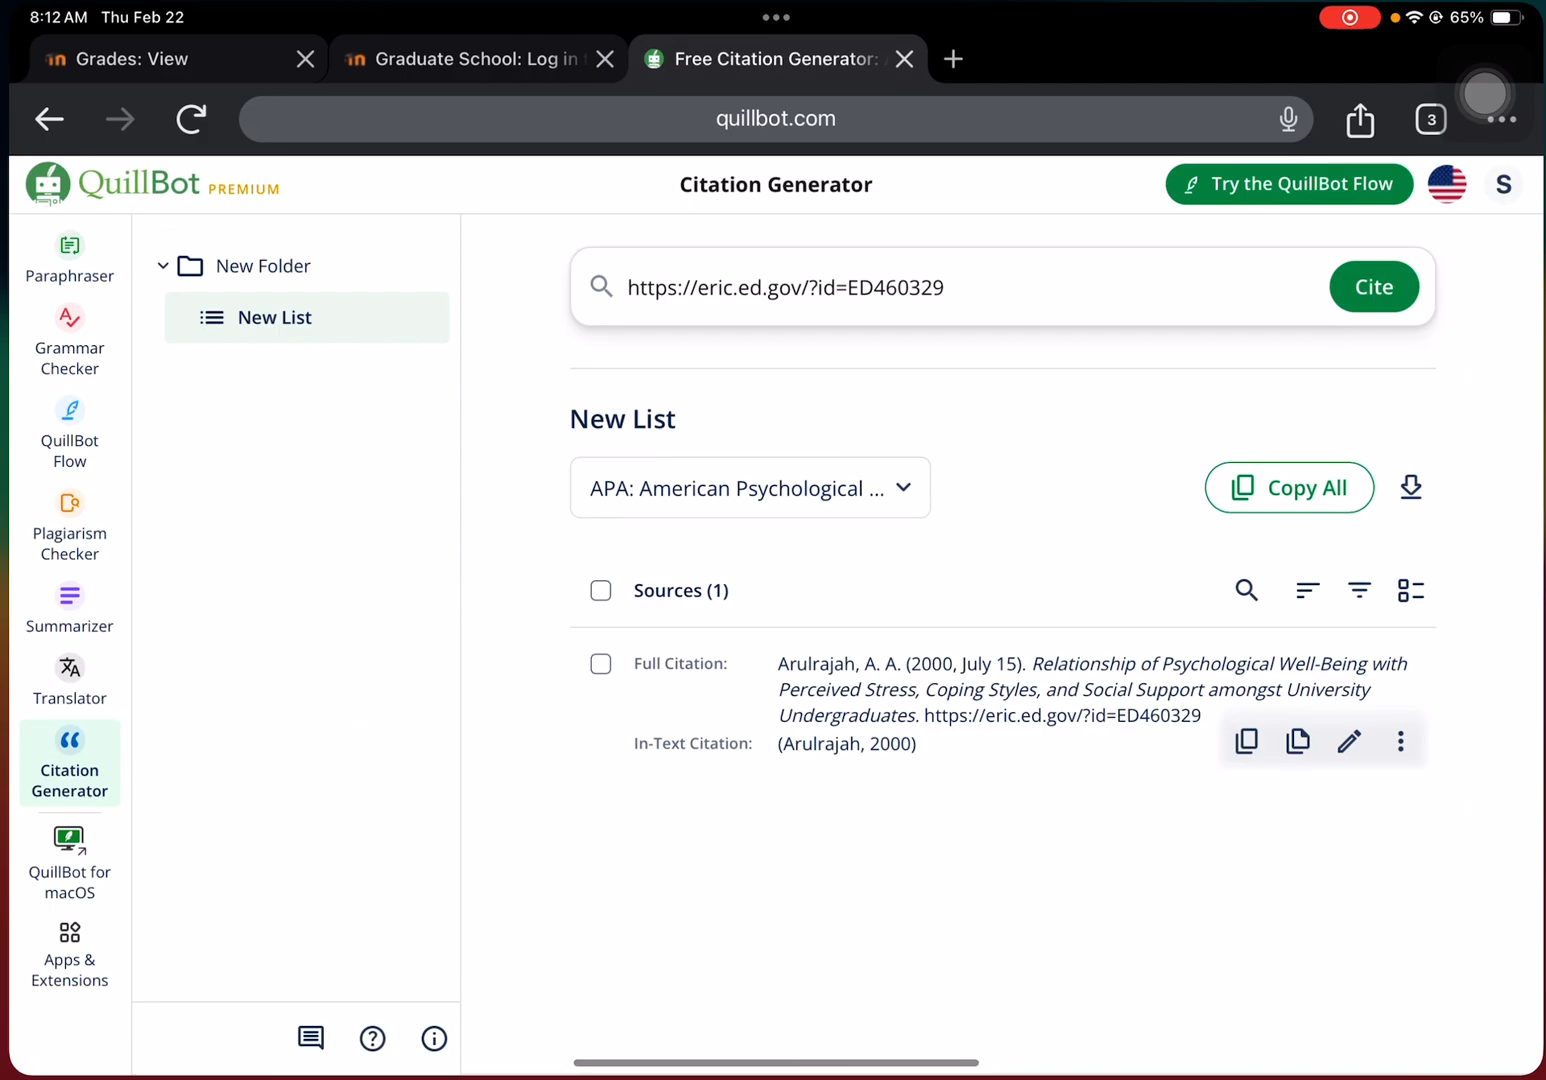 8:12 AM Thu Feb 22
65%
Grades: View
Graduate School: Log in
Free Citation Generator:
quillbot.com
3
QuillBot PREMIUM
Citation Generator
Try the QuillBot Flow
S
Paraphraser
Grammar
Checker
QuillBot
Flow
Plagiarism
Checker
Summarizer
Translator
Citation
Generator
QuillBot for
macOS
Apps &
Extensions
New Folder
New List
https://eric.ed.gov/?id=ED460329
Cite
New List
APA: American Psychological ...
Copy All
Sources (1)
Full Citation:
Arulrajah, A. A. (2000, July 15). Relationship of Psychological Well-Being with
Perceived Stress, Coping Styles, and Social Support amongst University
Undergraduates. https://eric.ed.gov/?id=ED460329
In-Text Citation:
(Arulrajah, 2000)